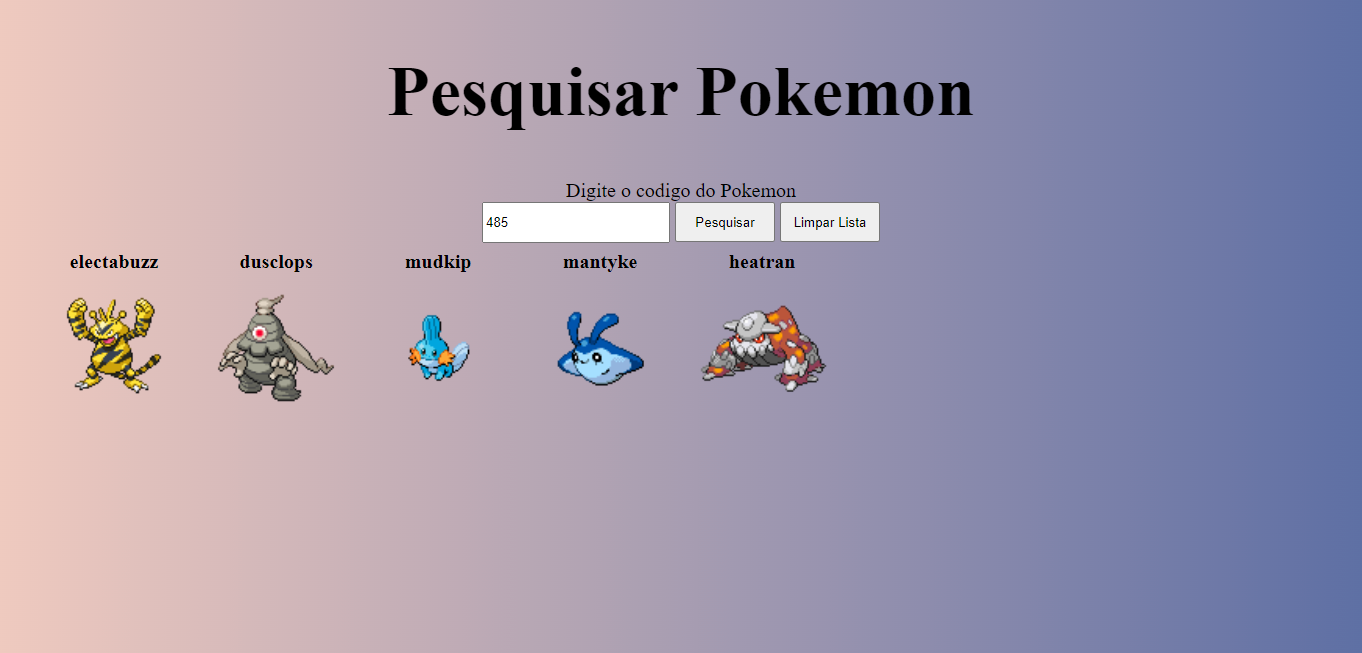 Pesquisar Pokemon
Digite o codigo do Pokemon
485 Pesquisar Limpar Lista
electabuzz dusclops mudkip mantyke heatran